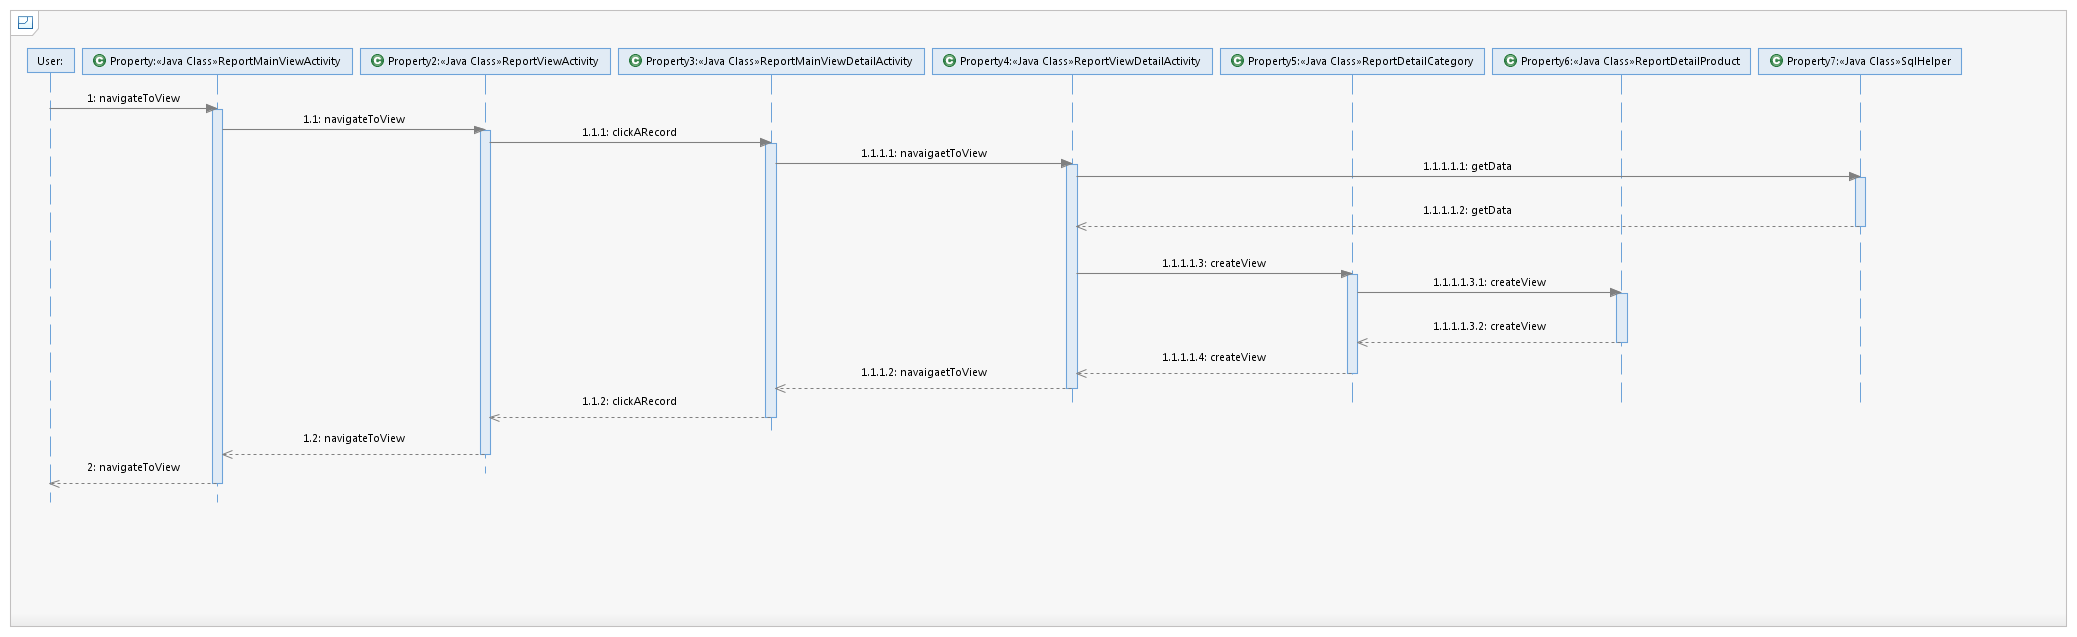 User:
C Property:«Java Class»ReportMainViewActivity
C Property2:«Java Class»ReportViewActivity
C Property3:«Java Class»ReportMainViewDetailActivity
C Property4:«Java Class»ReportViewDetailActivity
C Property5:«Java Class»ReportDetailCategory
C Property6:«Java Class»ReportDetailProduct
C Property7:«Java Class»SqlHelper
1: navigateToView
1.1: navigateToView
1.1.1: clickARecord
1.1.1.1: navaigaetToView
1.1.1.1.1: getData
1.1.1.1.2: getData
1.1.1.1.3: createView
1.1.1.1.3.1: createView
1.1.1.1.3.2: createView
1.1.1.1.4: createView
1.1.1.2: navaigaetToView
1.1.2: clickARecord
1.2: navigateToView
2: navigateToView